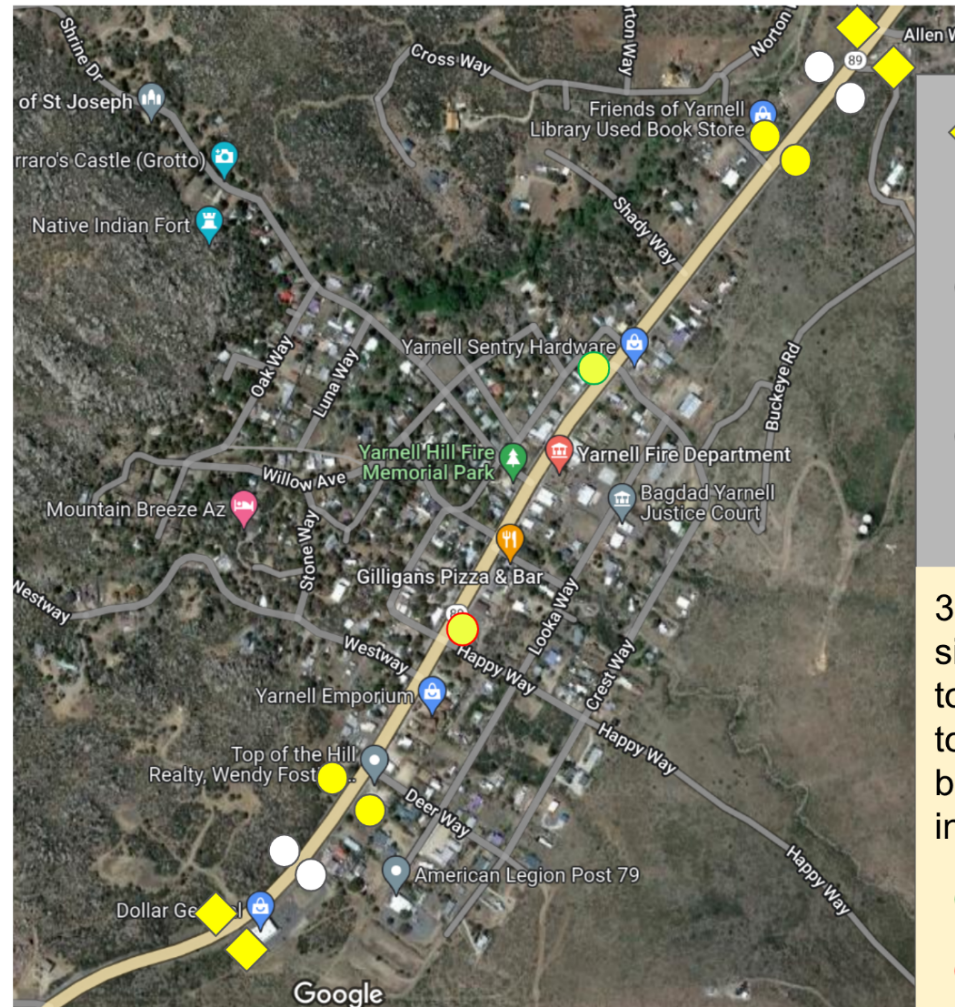 Shrine Dr
Cross Way
rton Way
Norton
Allen W
89
of St Joseph
Friends of Yarnell
Library Used Book Store
rraro's Castle (Grotto)
Native Indian Fort
Shady Way
Yarnell Sentry Hardware
Oak Way
Luna Way
Buckeye Rd
Yarnell Hill Fire
Memorial Park
Yarnell Fire Department
Willow Ave
Mountain Breeze Az
Bagdad Yarnell
Justice Court
Stone Way
Gilligans Pizza & Bar
Nestway
Looka Way
3
si
to
to
b
in
Westway
Happy Way
Crest Way
Yarnell Emporium
Happy Way
Top of the Hill
Realty, Wendy Fost
Deer Way
Happy Way
American Legion Post 79
Dollar Ge l
Google